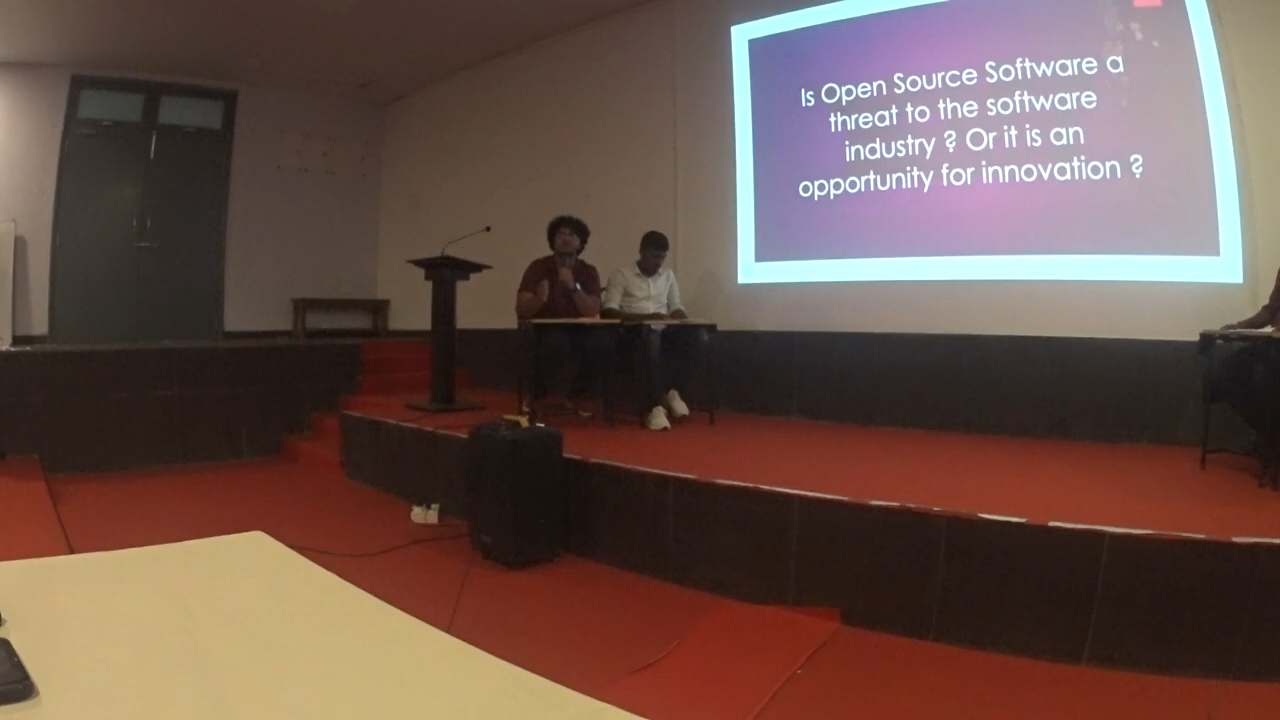 Is Open Source Software a
threat to the software
industry ? Or it is an
opportunity for innovation ?